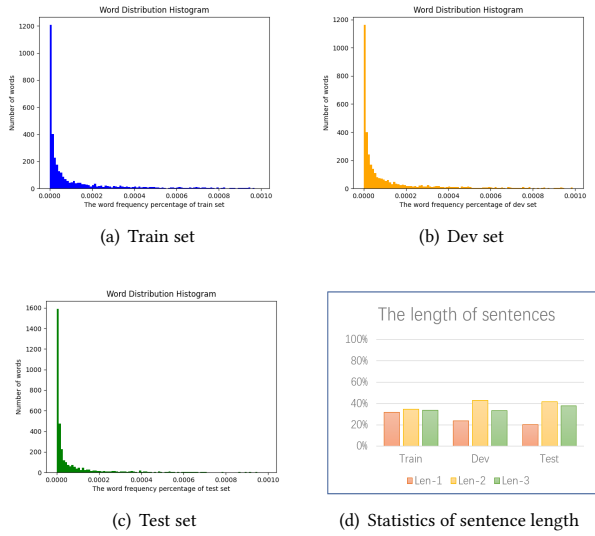 Word Distribution Histogram
1200
1000
800
600
400
200
0
Number of words
0.0000 0.0002 0.0004 0.0006 0.0008 0.0010
The word frequency percentage of train set
(a) Train set
Word Distribution Histogram
1200
1000
800
600
400
200
0
Number of words
0.0000 0.0002 0.0004 0.0006 0.0008 0.0010
The word frequency percentage of dev set
(b) Dev set
Word Distribution Histogram
1600
1400
1200
1000
800
600
400
200
0
Number of words
0.0000 0.0002 0.0004 0.0006 0.0008 0.0010
The word frequency percentage of test set
(c) Test set
The length of sentences
100%
80%
60%
40%
20%
0%
Train Dev Test
Len-1 Len-2 Len-3
(d) Statistics of sentence length